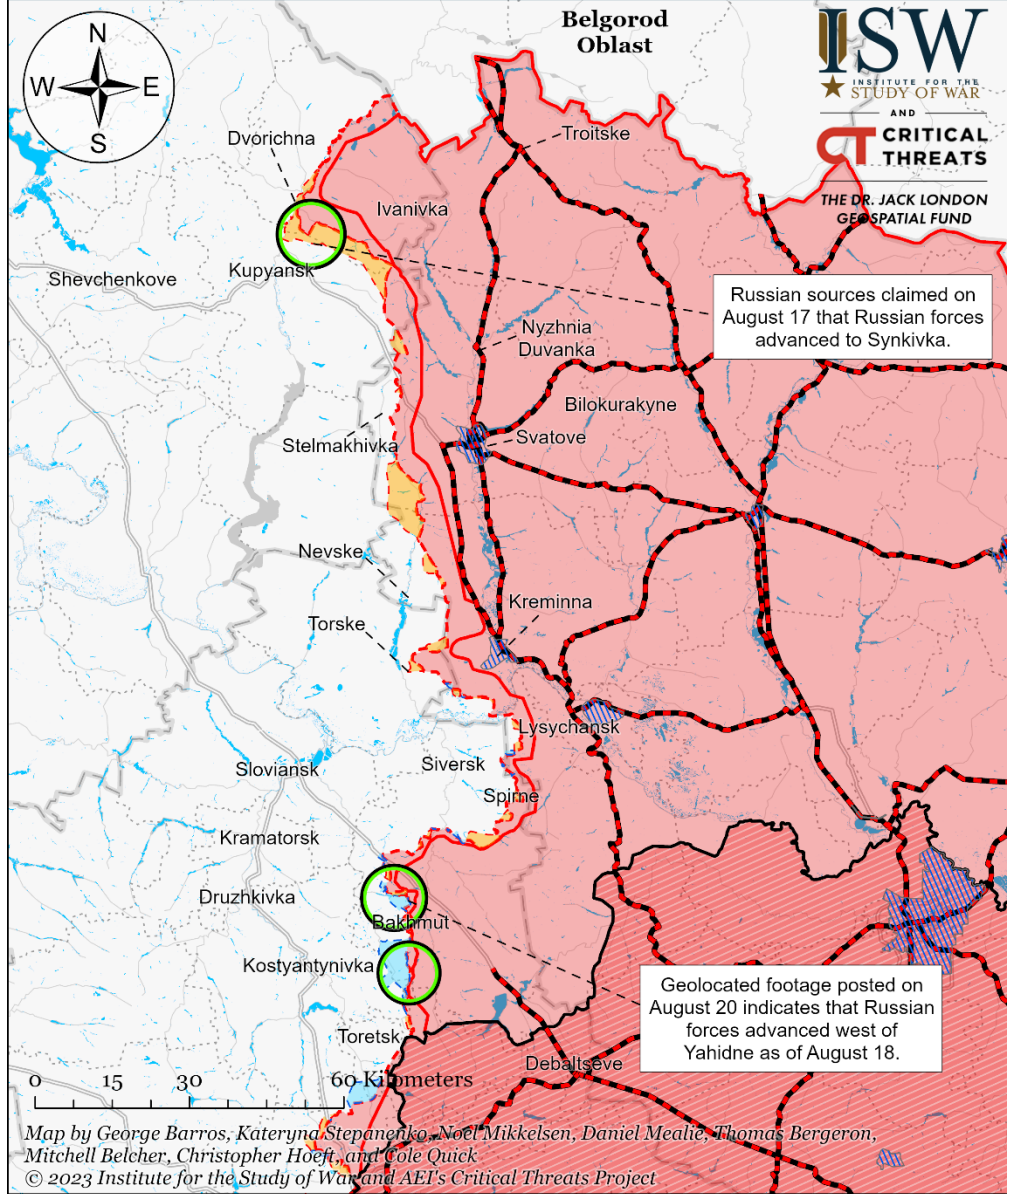 Belgorod
Oblast
ISW
INSTITUTE FOR THE
STUDY OF WAR
AND
CT CRITICAL
THREATS
THE DR. JACK LONDON
GEOSPATIAL FUND
N
W E
S
Dvorichna
Troitske
Ivanivka
Kupyansk
Shevchenkove
Russian sources claimed on
August 17 that Russian forces
advanced to Synkivka.
Nyzhnia
Duvanka
Bilokurakyne
Svatove
Stelmakhivka
Nevske
Kreminna
Torske
Lysychansk
Siversk
Sloviansk
Spirne
Kramatorsk
Druzhkivka
Bakhmut
Kostyantynivka
Geolocated footage posted on
August 20 indicates that Russian
forces advanced west of
Yahidne as of August 18.
Toretsk
Debaltseve
0 15 30 60 Kilometers
Map by George Barros, Kateryna Stepanenko, Noel Mikkelsen, Daniel Mealie, Thomas Bergeron,
Mitchell Belcher, Christopher Hoeft, and Cole Quick
© 2023 Institute for the Study of War and AEI's Critical Threats Project